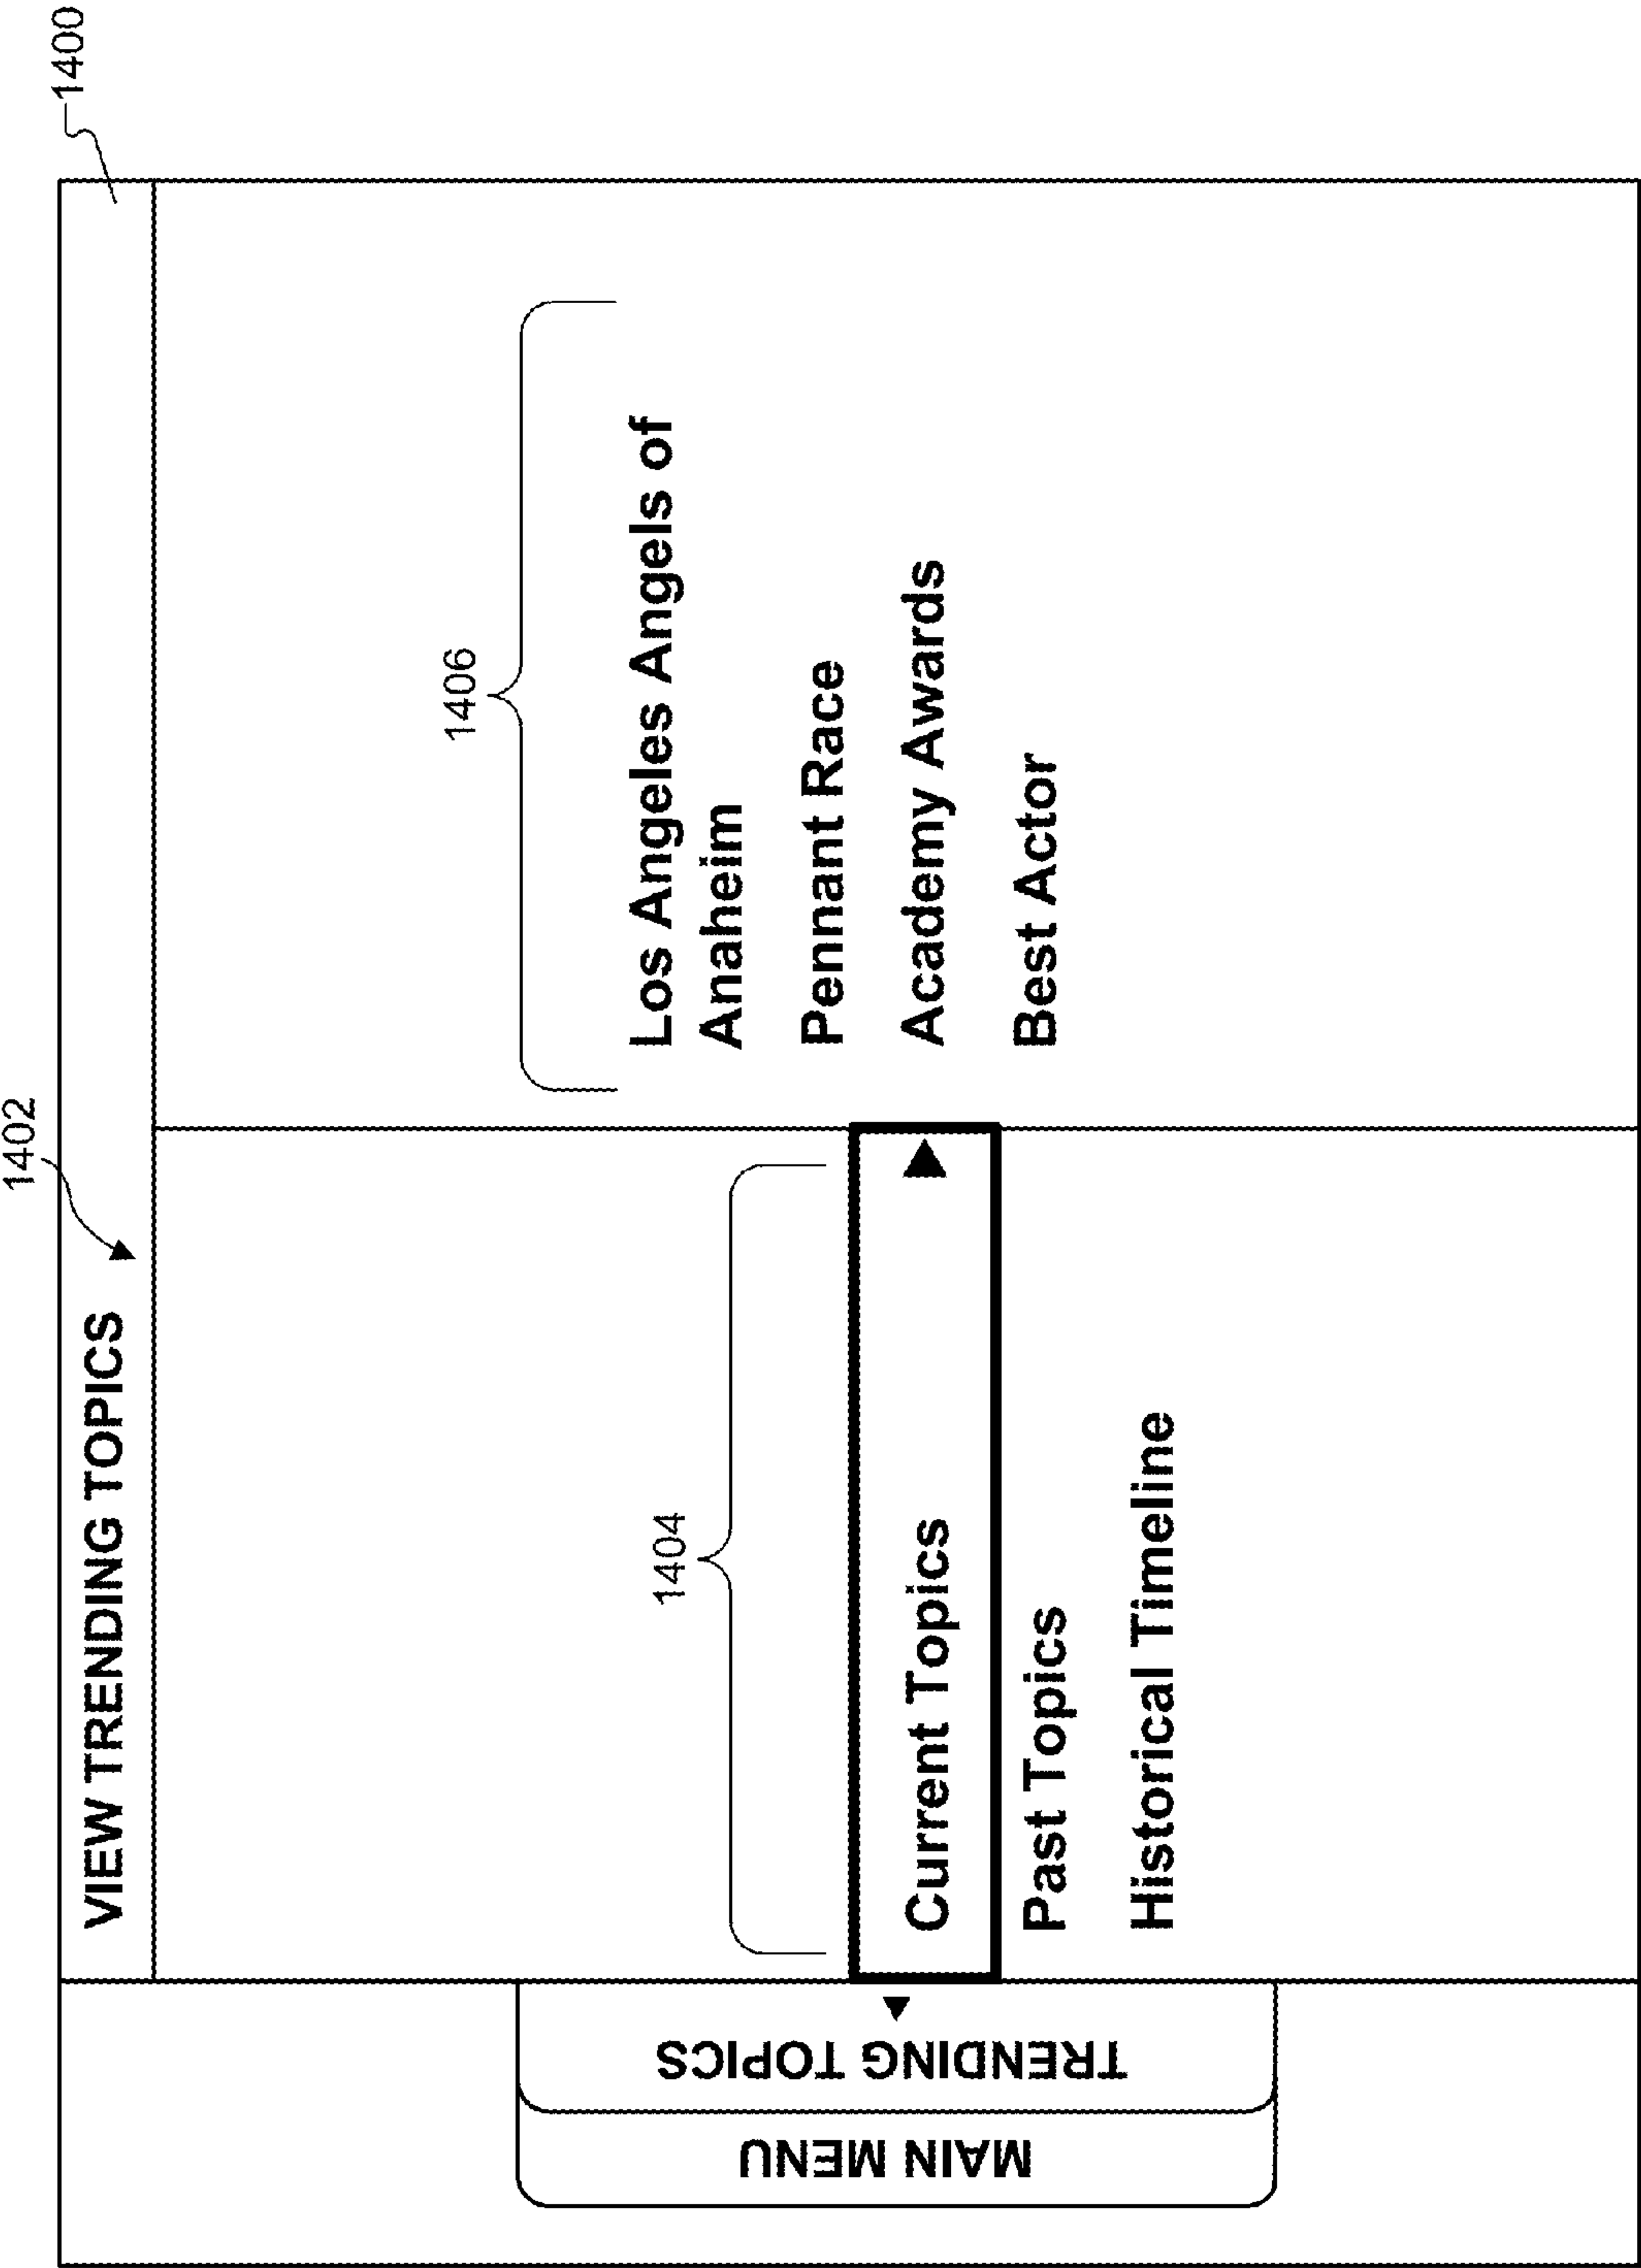 1400
1402
VIEW TRENDING TOPICS
MAIN MENU
TRENDING TOPICS
1404
Current Topics
Past Topics
Historical Timeline
1406
Los Angeles Angels of
Anaheim
Pennant Race
Academy Awards
Best Actor